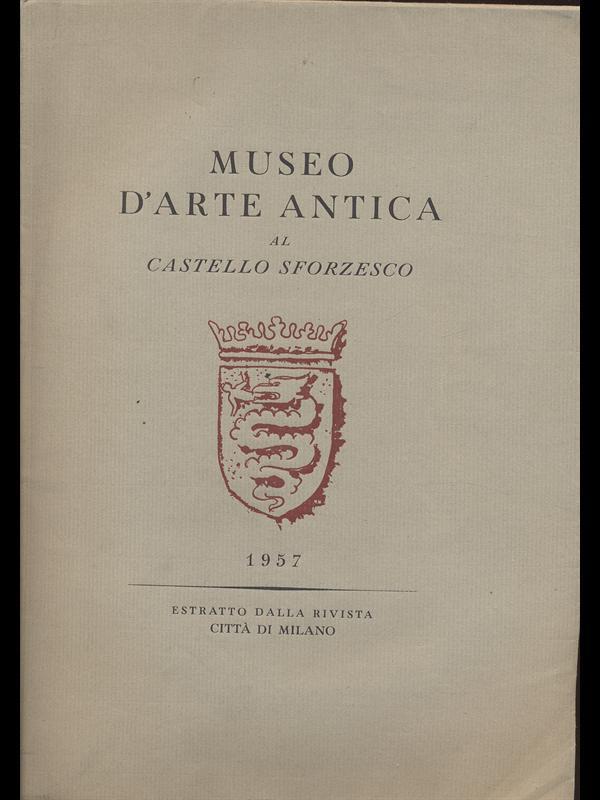 MUSEO
D'ARTE ANTICA
AL
CASTELLO SFORZESCO
1957
ESTRATTO DALLA RIVISTA
CITTÀ DI MILANO